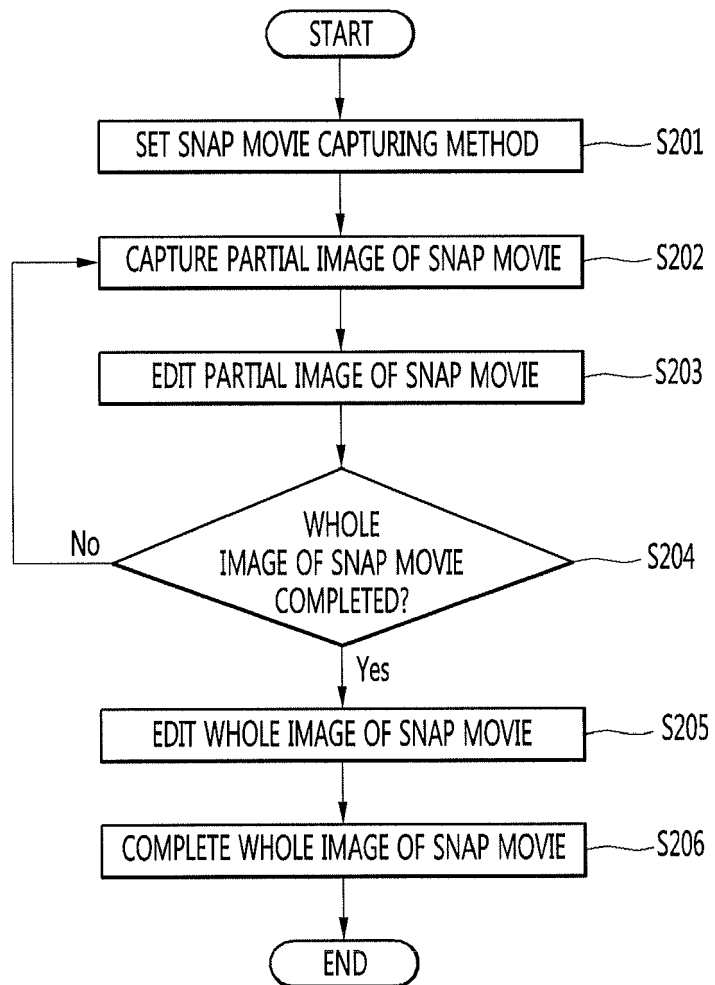 START
SET SNAP MOVIE CAPTURING METHOD
S201
CAPTURE PARTIAL IMAGE OF SNAP MOVIE
S202
EDIT PARTIAL IMAGE OF SNAP MOVIE
S203
WHOLE
IMAGE OF SNAP MOVIE
COMPLETED?
S204
No
Yes
EDIT WHOLE IMAGE OF SNAP MOVIE
S205
COMPLETE WHOLE IMAGE OF SNAP MOVIE
S206
END